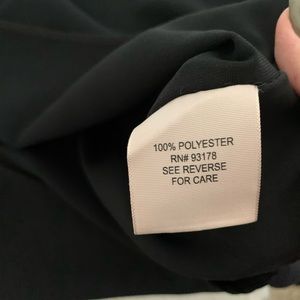 100% POLYESTER
RN# 93178
SEE REVERSE
FOR CARE